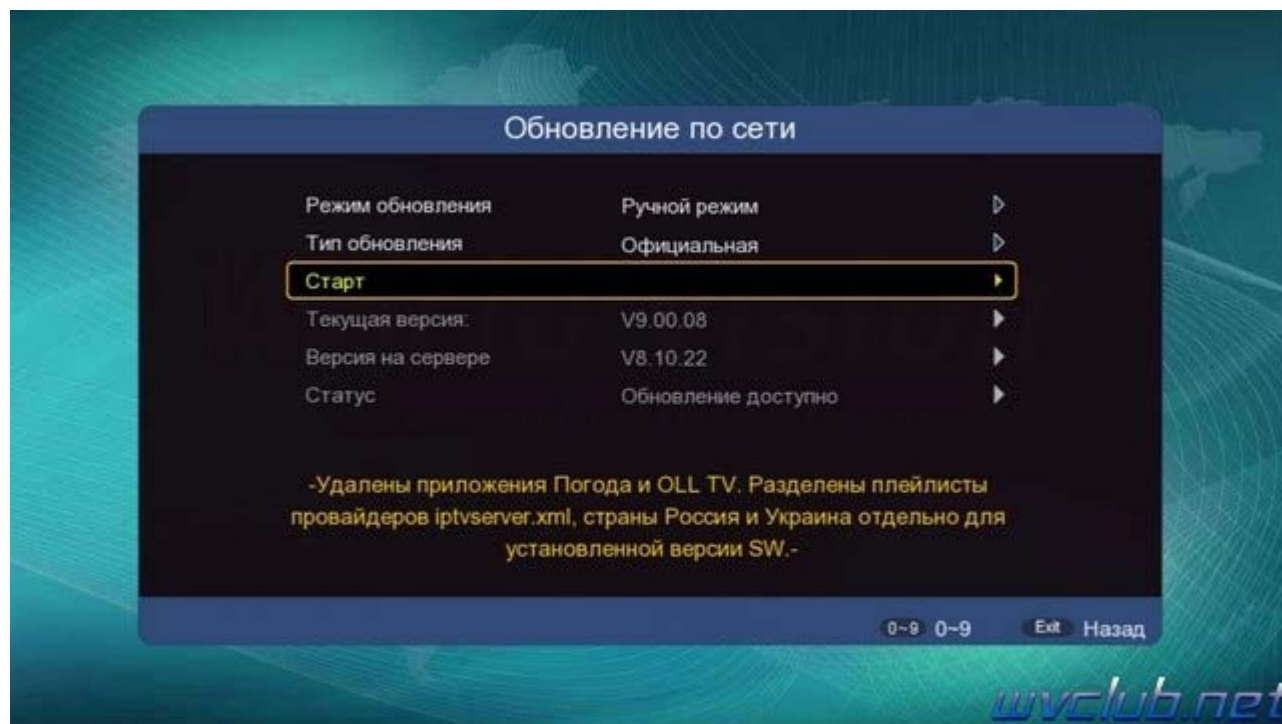 Обновление по сети
Режим обновления Ручной режим
Тип обновления Официальная
Старт
Текущая версия: V9.00.08
Версия на сервере V8.10.22
Статус Обновление доступно
-Удалены приложения Погода и OLL TV. Разделены плейлисты
провайдеров iptvserver.xml, страны Россия и Украина отдельно для
установленной версии SW.-
0~9 0~9 Exit Назад
wvclub.net